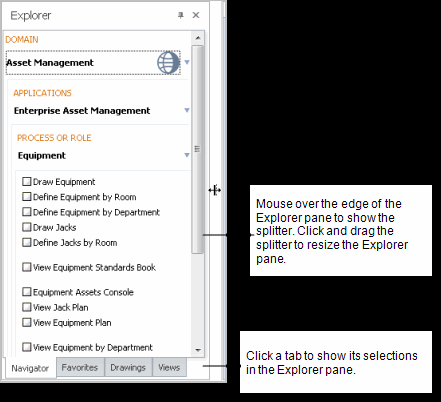 Explorer
DOMAIN
Asset Management
APPLICATIONS
Enterprise Asset Management
PROCESS OR ROLE
Equipment
Draw Equipment
Define Equipment by Room
Define Equipment by Department
Draw Jacks
Define Jacks by Room
View Equipment Standards Book
Equipment Assets Console
View Jack Plan
View Equipment Plan
View Equipment by Department
Navigator
Favorites
Drawings
Views
Mouse over the edge of the
Explorer pane to show the
splitter. Click and drag the
splitter to resize the Explorer
pane.
Click a tab to show its selections
in the Explorer pane.